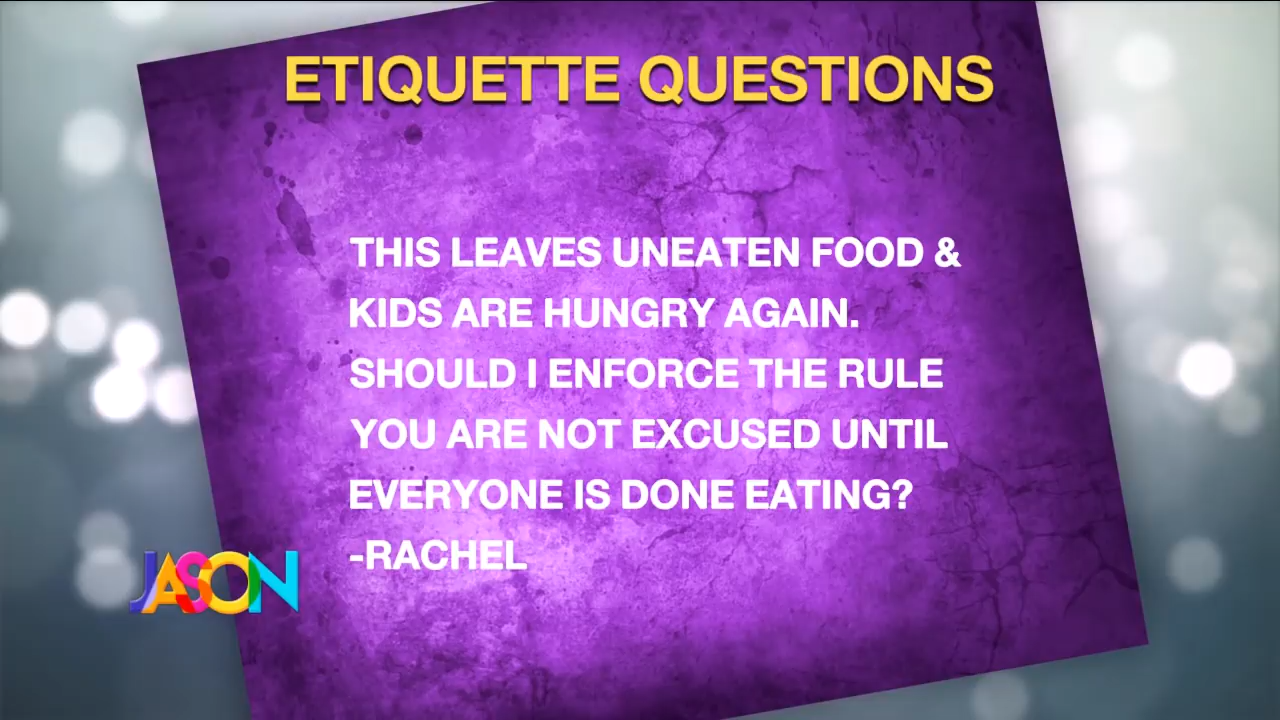 ETIQUETTE QUESTIONS
THIS LEAVES UNEATEN FOOD &
KIDS ARE HUNGRY AGAIN.
SHOULD I ENFORCE THE RULE
YOU ARE NOT EXCUSED UNTIL
EVERYONE IS DONE EATING?
-RACHEL
JASON